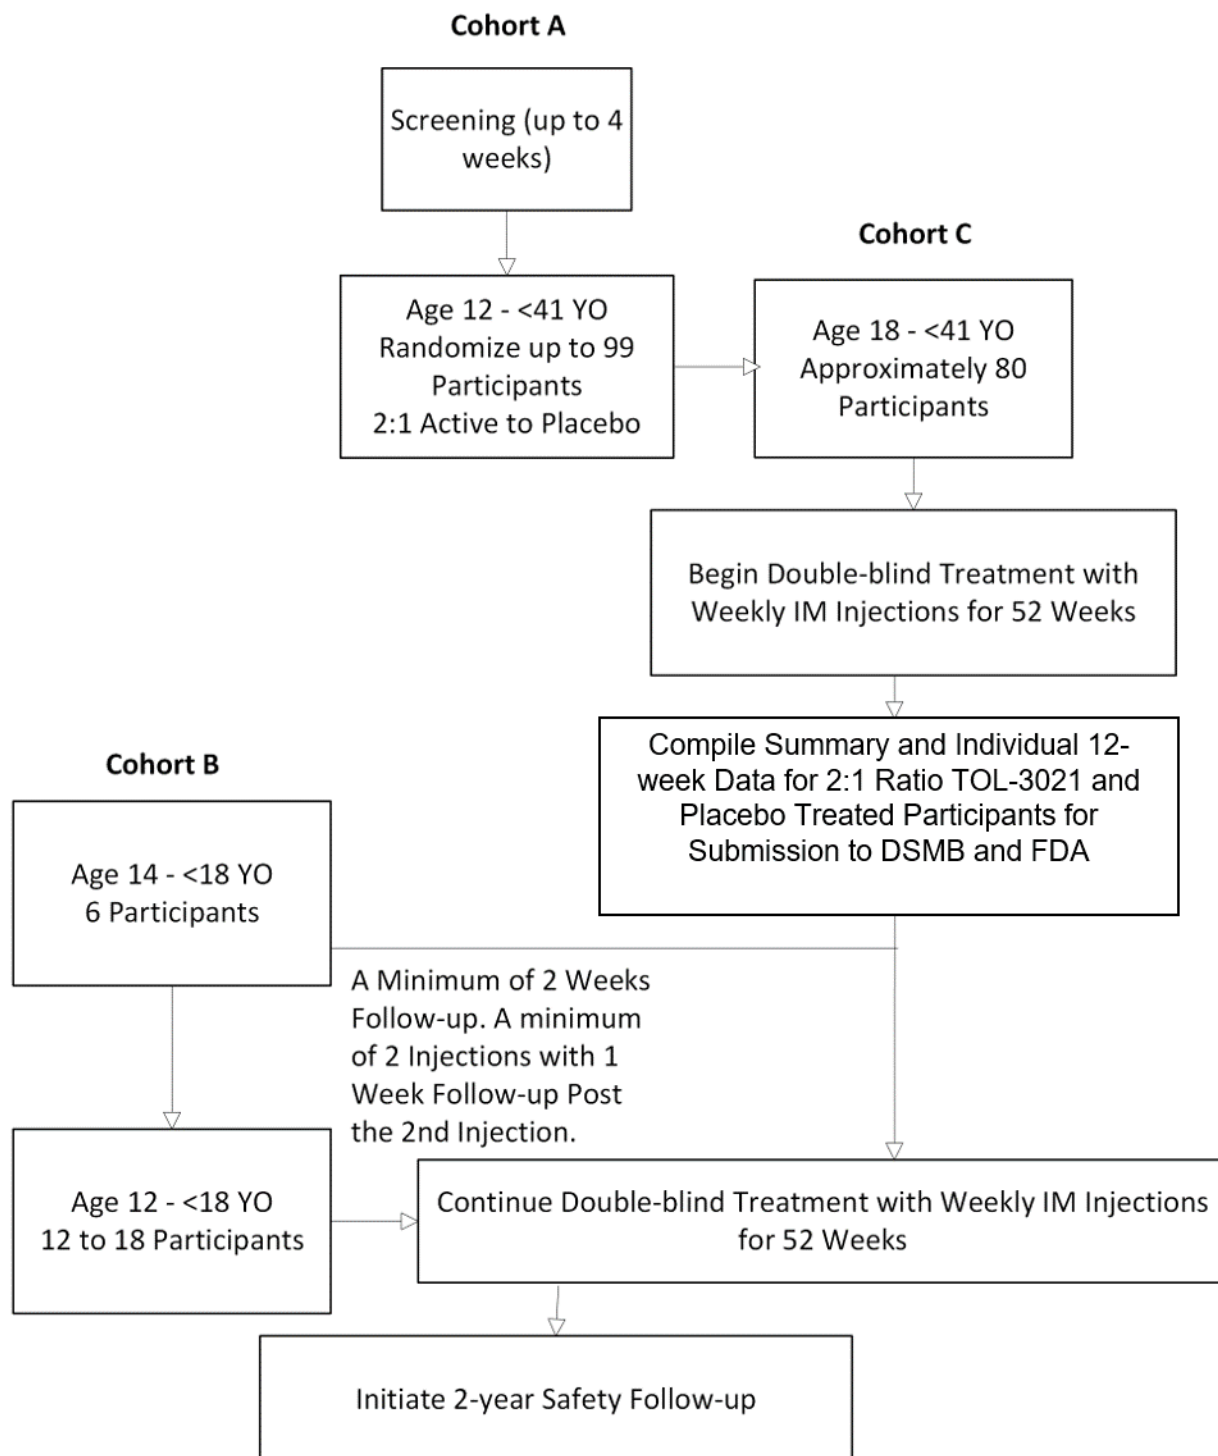 Cohort A
Screening (up to 4
weeks)
Cohort C
Age 12 - <41 YO
Randomize up to 99
Participants
2:1 Active to Placebo
Age 18 - <41 YO
Approximately 80
Participants
Begin Double-blind Treatment with
Weekly IM Injections for 52 Weeks
Compile Summary and Individual 12-
week Data for 2:1 Ratio TOL-3021 and
Placebo Treated Participants for
Submission to DSMB and FDA
Cohort B
Age 14 - <18 YO
6 Participants
A Minimum of 2 Weeks
Follow-up. A minimum
of 2 Injections with 1
Week Follow-up Post
the 2nd Injection.
Age 12 - <18 YO
12 to 18 Participants
Continue Double-blind Treatment with Weekly IM Injections
for 52 Weeks
Initiate 2-year Safety Follow-up